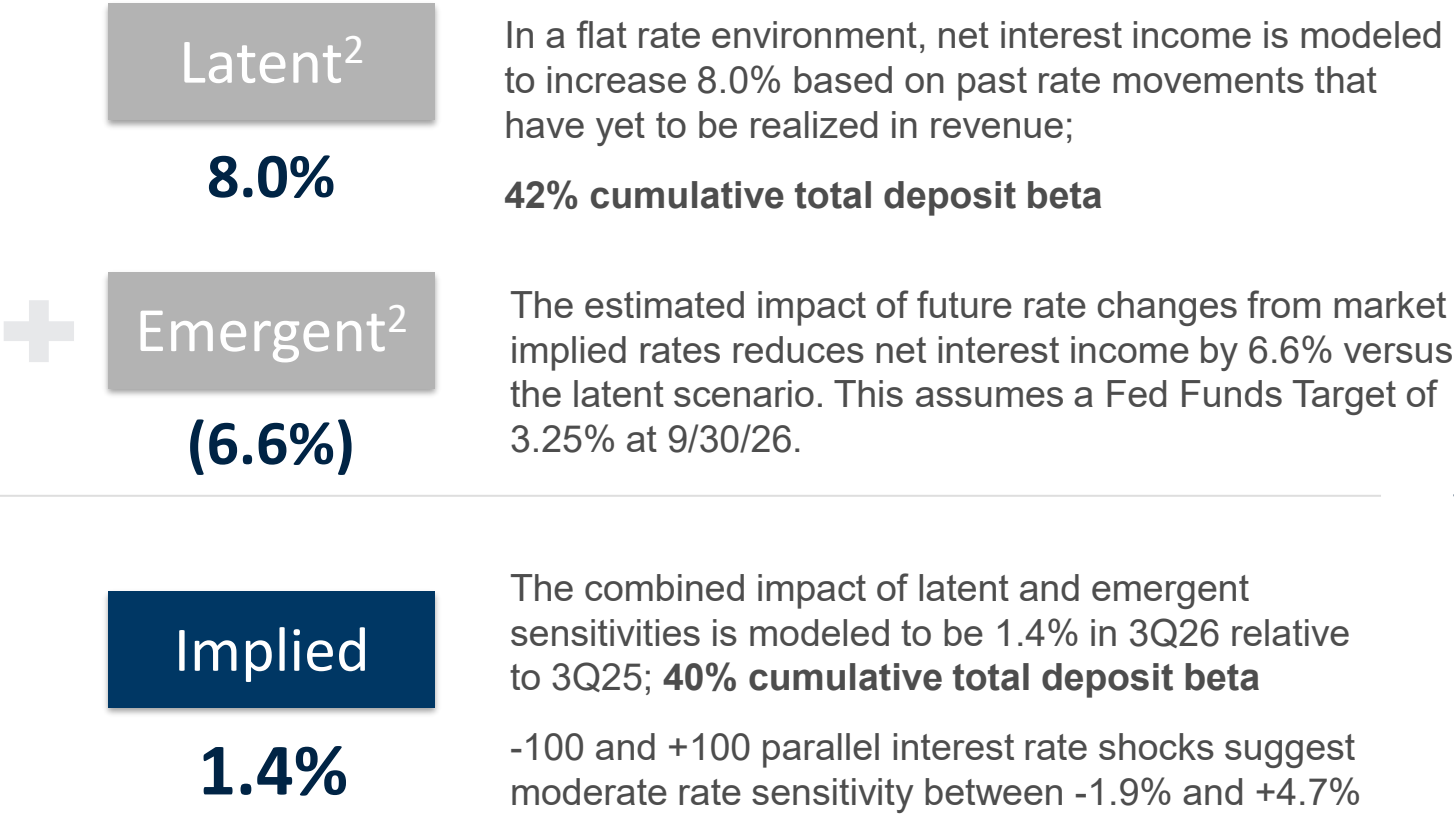 Latent2
8.0%
In a flat rate environment, net interest income is modeled
to increase 8.0% based on past rate movements that
have yet to be realized in revenue;
42% cumulative total deposit beta
Emergent2
(6.6%)
The estimated impact of future rate changes from market
implied rates reduces net interest income by 6.6% versus
the latent scenario. This assumes a Fed Funds Target of
3.25% at 9/30/26.
Implied
1.4%
The combined impact of latent and emergent
sensitivities is modeled to be 1.4% in 3Q26 relative
to 3Q25; 40% cumulative total deposit beta
-100 and +100 parallel interest rate shocks suggest
moderate rate sensitivity between -1.9% and +4.7%